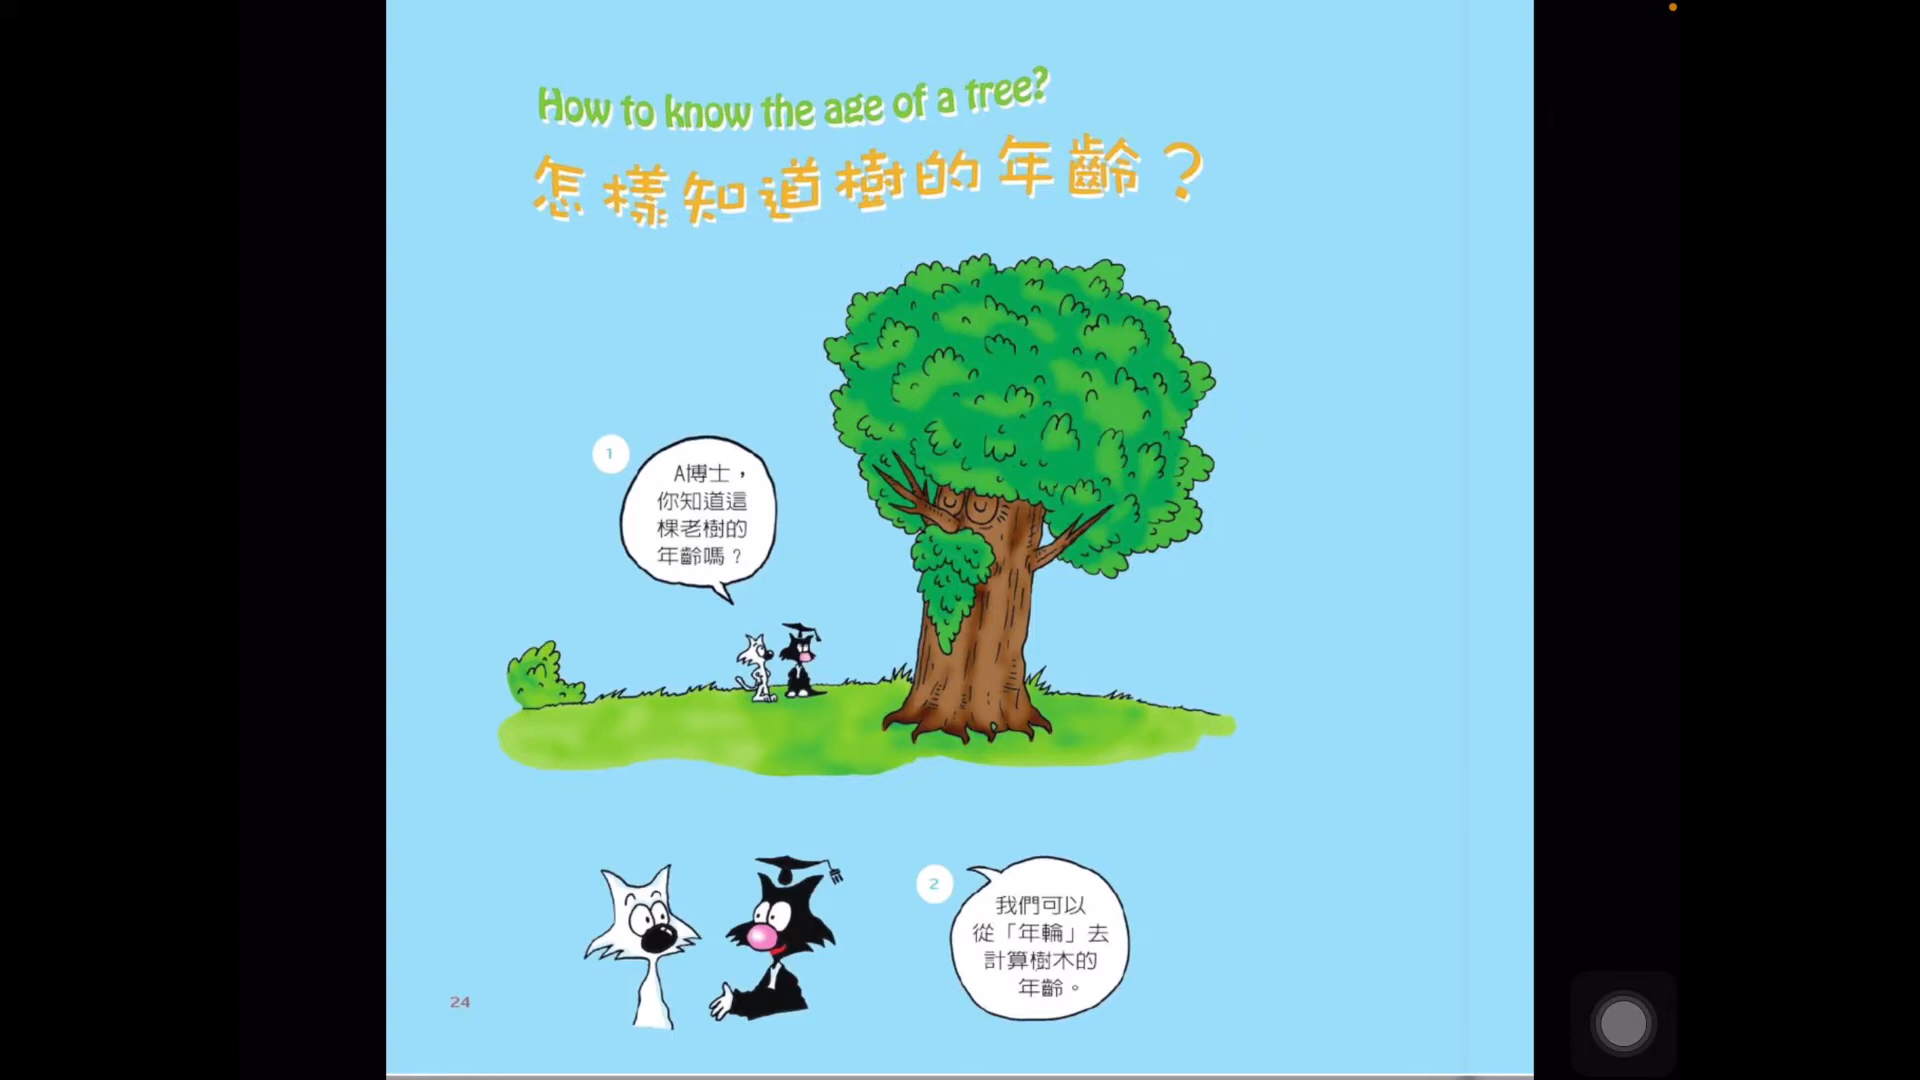 How to know the age of a tree?
怎樣知道樹的年齡？
1
A博士，
你知道這
棵老樹的
年齡嗎？
2
我們可以
從「年輪」去
計算樹木的
年齡。
24